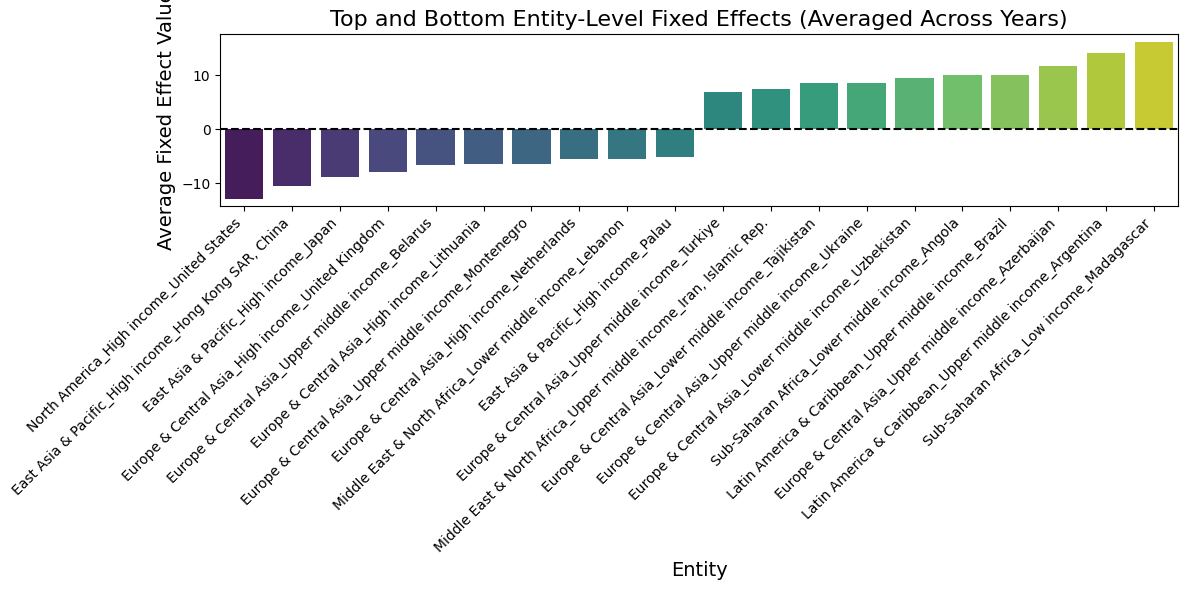 Top and Bottom Entity-Level Fixed Effects (Averaged Across Years)
Average Fixed Effect Value
10
0
−10
North America_High income_United States
East Asia & Pacific_High income_Hong Kong SAR, China
East Asia & Pacific_High income_Japan
Europe & Central Asia_High income_United Kingdom
Europe & Central Asia_Upper middle income_Belarus
Europe & Central Asia_High income_Lithuania
Europe & Central Asia_Upper middle income_Montenegro
Europe & Central Asia_High income_Netherlands
Middle East & North Africa_Lower middle income_Lebanon
East Asia & Pacific_High income_Palau
Europe & Central Asia_Upper middle income_Turkiye
Middle East & North Africa_Upper middle income_Iran, Islamic Rep.
Europe & Central Asia_Lower middle income_Tajikistan
Europe & Central Asia_Upper middle income_Ukraine
Europe & Central Asia_Lower middle income_Uzbekistan
Sub-Saharan Africa_Lower middle income_Angola
Latin America & Caribbean_Upper middle income_Brazil
Europe & Central Asia_Upper middle income_Azerbaijan
Latin America & Caribbean_Upper middle income_Argentina
Sub-Saharan Africa_Low income_Madagascar
Entity